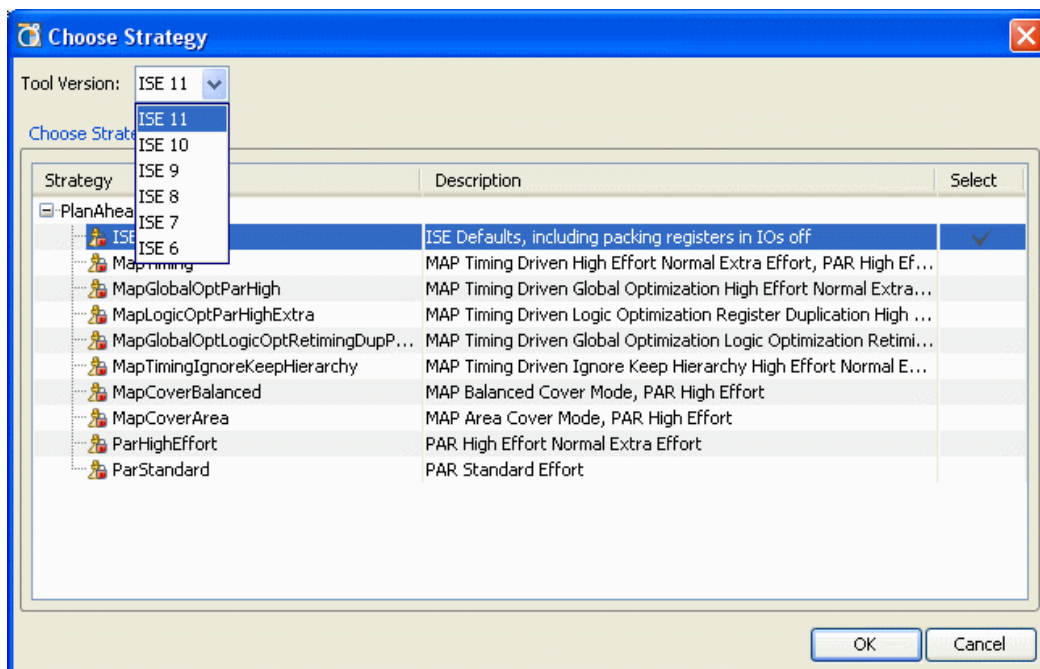 Choose Strategy
Tool Version: ISE 11
ISE 11
ISE 10
ISE 9
ISE 8
ISE 7
ISE 6
Choose Strate
Strategy Description Select
PlanAhea
ISE ISE Defaults, including packing registers in IOs off
MapTiming MAP Timing Driven High Effort Normal Extra Effort, PAR High Ef...
MapGlobalOptParHigh MAP Timing Driven Global Optimization High Effort Normal Extra...
MapLogicOptParHighExtra MAP Timing Driven Logic Optimization Register Duplication High ...
MapGlobalOptLogicOptRetimingDupP... MAP Timing Driven Global Optimization Logic Optimization Retimi...
MapTimingIgnoreKeepHierarchy MAP Timing Driven Ignore Keep Hierarchy High Effort Normal E...
MapCoverBalanced MAP Balanced Cover Mode, PAR High Effort
MapCoverArea MAP Area Cover Mode, PAR High Effort
ParHighEffort PAR High Effort Normal Extra Effort
ParStandard PAR Standard Effort
OK Cancel